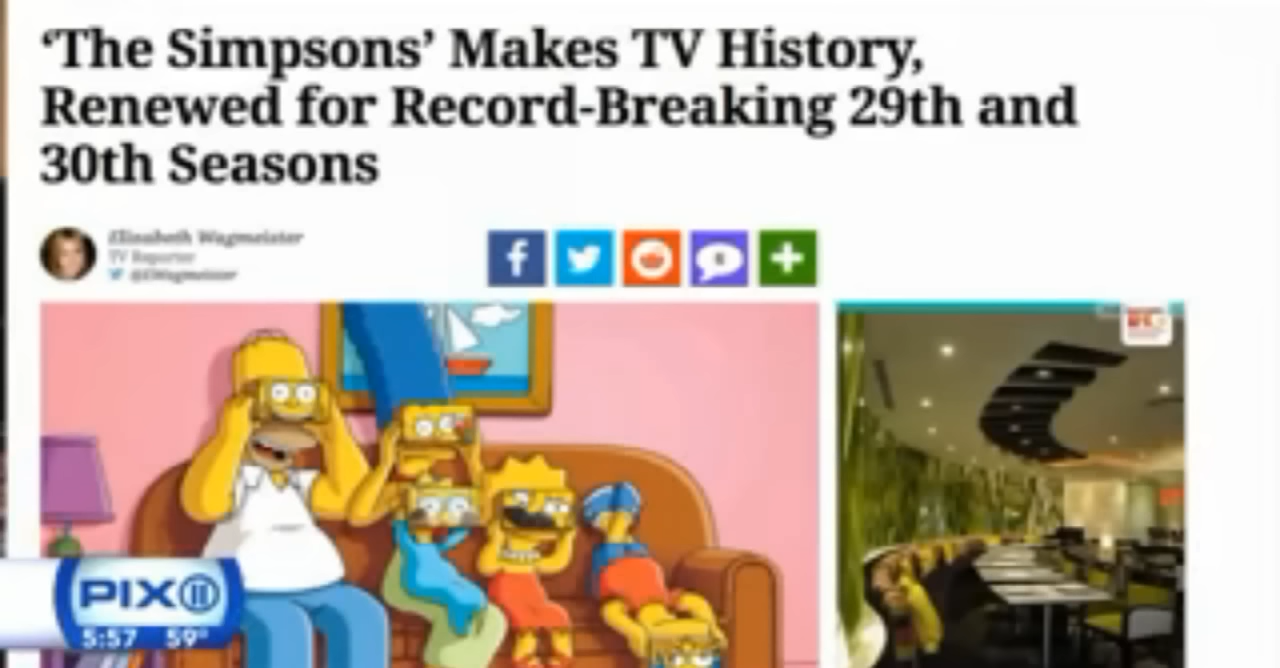 ‘The Simpsons’ Makes TV History,
Renewed for Record-Breaking 29th and
30th Seasons
Elizabeth Wagmeister
TV Reporter
@EWagmeister
PIX11
5:57 59°